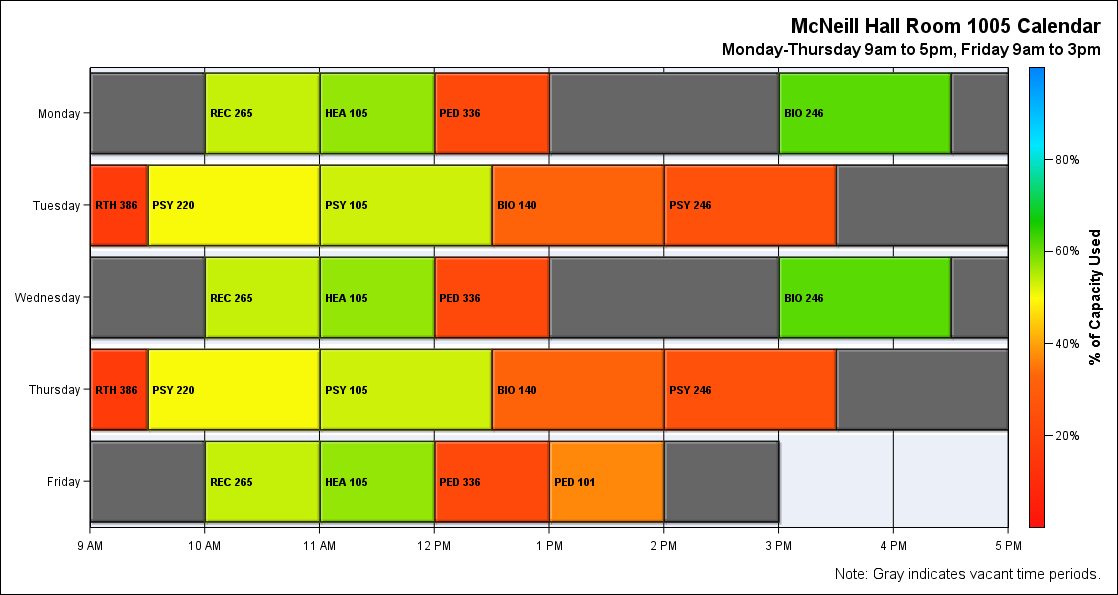 McNeill Hall Room 1005 Calendar
Monday-Thursday 9am to 5pm, Friday 9am to 3pm
Monday REC 265 HEA 105 PED 336 BIO 246
Tuesday RTH 386 PSY 220 PSY 105 BIO 140 PSY 246
Wednesday REC 265 HEA 105 PED 336 BIO 246
Thursday RTH 386 PSY 220 PSY 105 BIO 140 PSY 246
Friday REC 265 HEA 105 PED 336 PED 101
9 AM 10 AM 11 AM 12 PM 1 PM 2 PM 3 PM 4 PM 5 PM
80%
60%
40%
20%
% of Capacity Used
Note: Gray indicates vacant time periods.